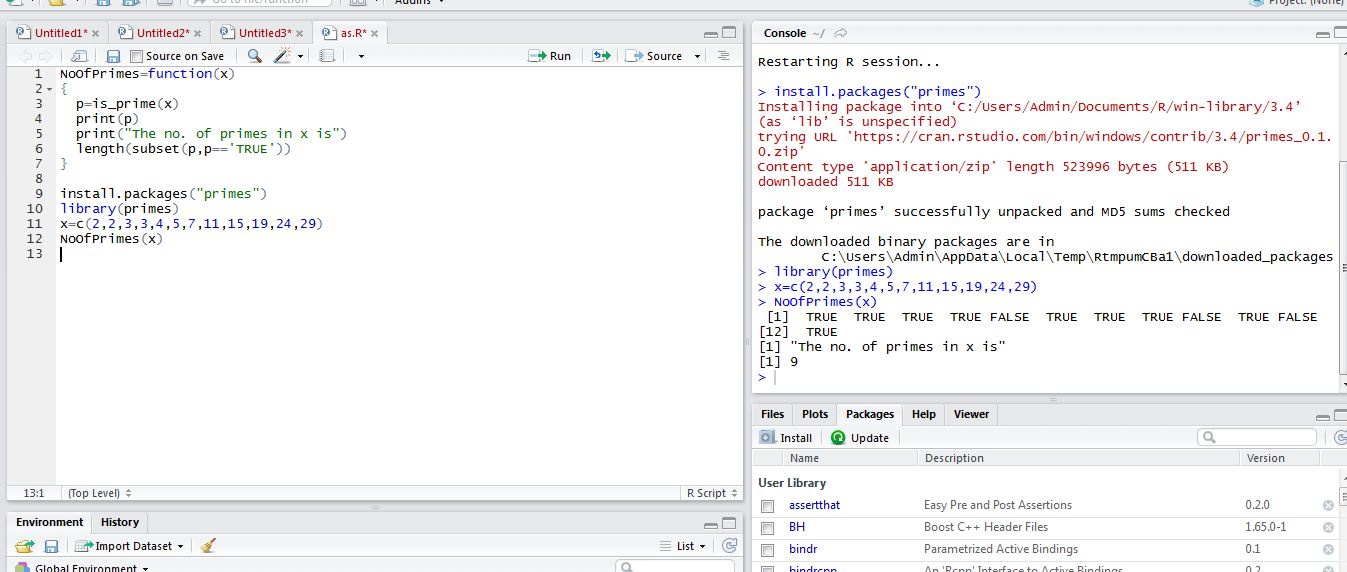 Go to file/function
Addins
Project: (None)
Untitled1*
Untitled2*
Untitled3*
as.R*
Source on Save
Run
Source
1 NoOfPrimes=function(x)
2 {
3 p=is_prime(x)
4 print(p)
5 print("The no. of primes in x is")
6 length(subset(p,p=='TRUE'))
7 }
8
9 install.packages("primes")
10 library(primes)
11 x=c(2,2,3,3,4,5,7,11,15,19,24,29)
12 NoOfPrimes(x)
13
13:1 (Top Level) R Script
Environment History
Import Dataset List
Global Environment
Console ~/
Restarting R session...
> install.packages("primes")
Installing package into ‘C:/Users/Admin/Documents/R/win-library/3.4’
(as ‘lib’ is unspecified)
trying URL 'https://cran.rstudio.com/bin/windows/contrib/3.4/primes_0.1.
0.zip'
Content type 'application/zip' length 523996 bytes (511 KB)
downloaded 511 KB
package ‘primes’ successfully unpacked and MD5 sums checked
The downloaded binary packages are in
C:\Users\Admin\AppData\Local\Temp\RtmpumCBa1\downloaded_packages
> library(primes)
> x=c(2,2,3,3,4,5,7,11,15,19,24,29)
> NoOfPrimes(x)
[1] TRUE TRUE TRUE TRUE FALSE TRUE TRUE TRUE FALSE TRUE FALSE
[12] TRUE
[1] "The no. of primes in x is"
[1] 9
>
Files Plots Packages Help Viewer
Install Update
Name Description Version
User Library
assertthat Easy Pre and Post Assertions 0.2.0
BH Boost C++ Header Files 1.65.0-1
bindr Parametrized Active Bindings 0.1
bindrcpp An 'Rcpp' Interface to Active Bindings 0.2